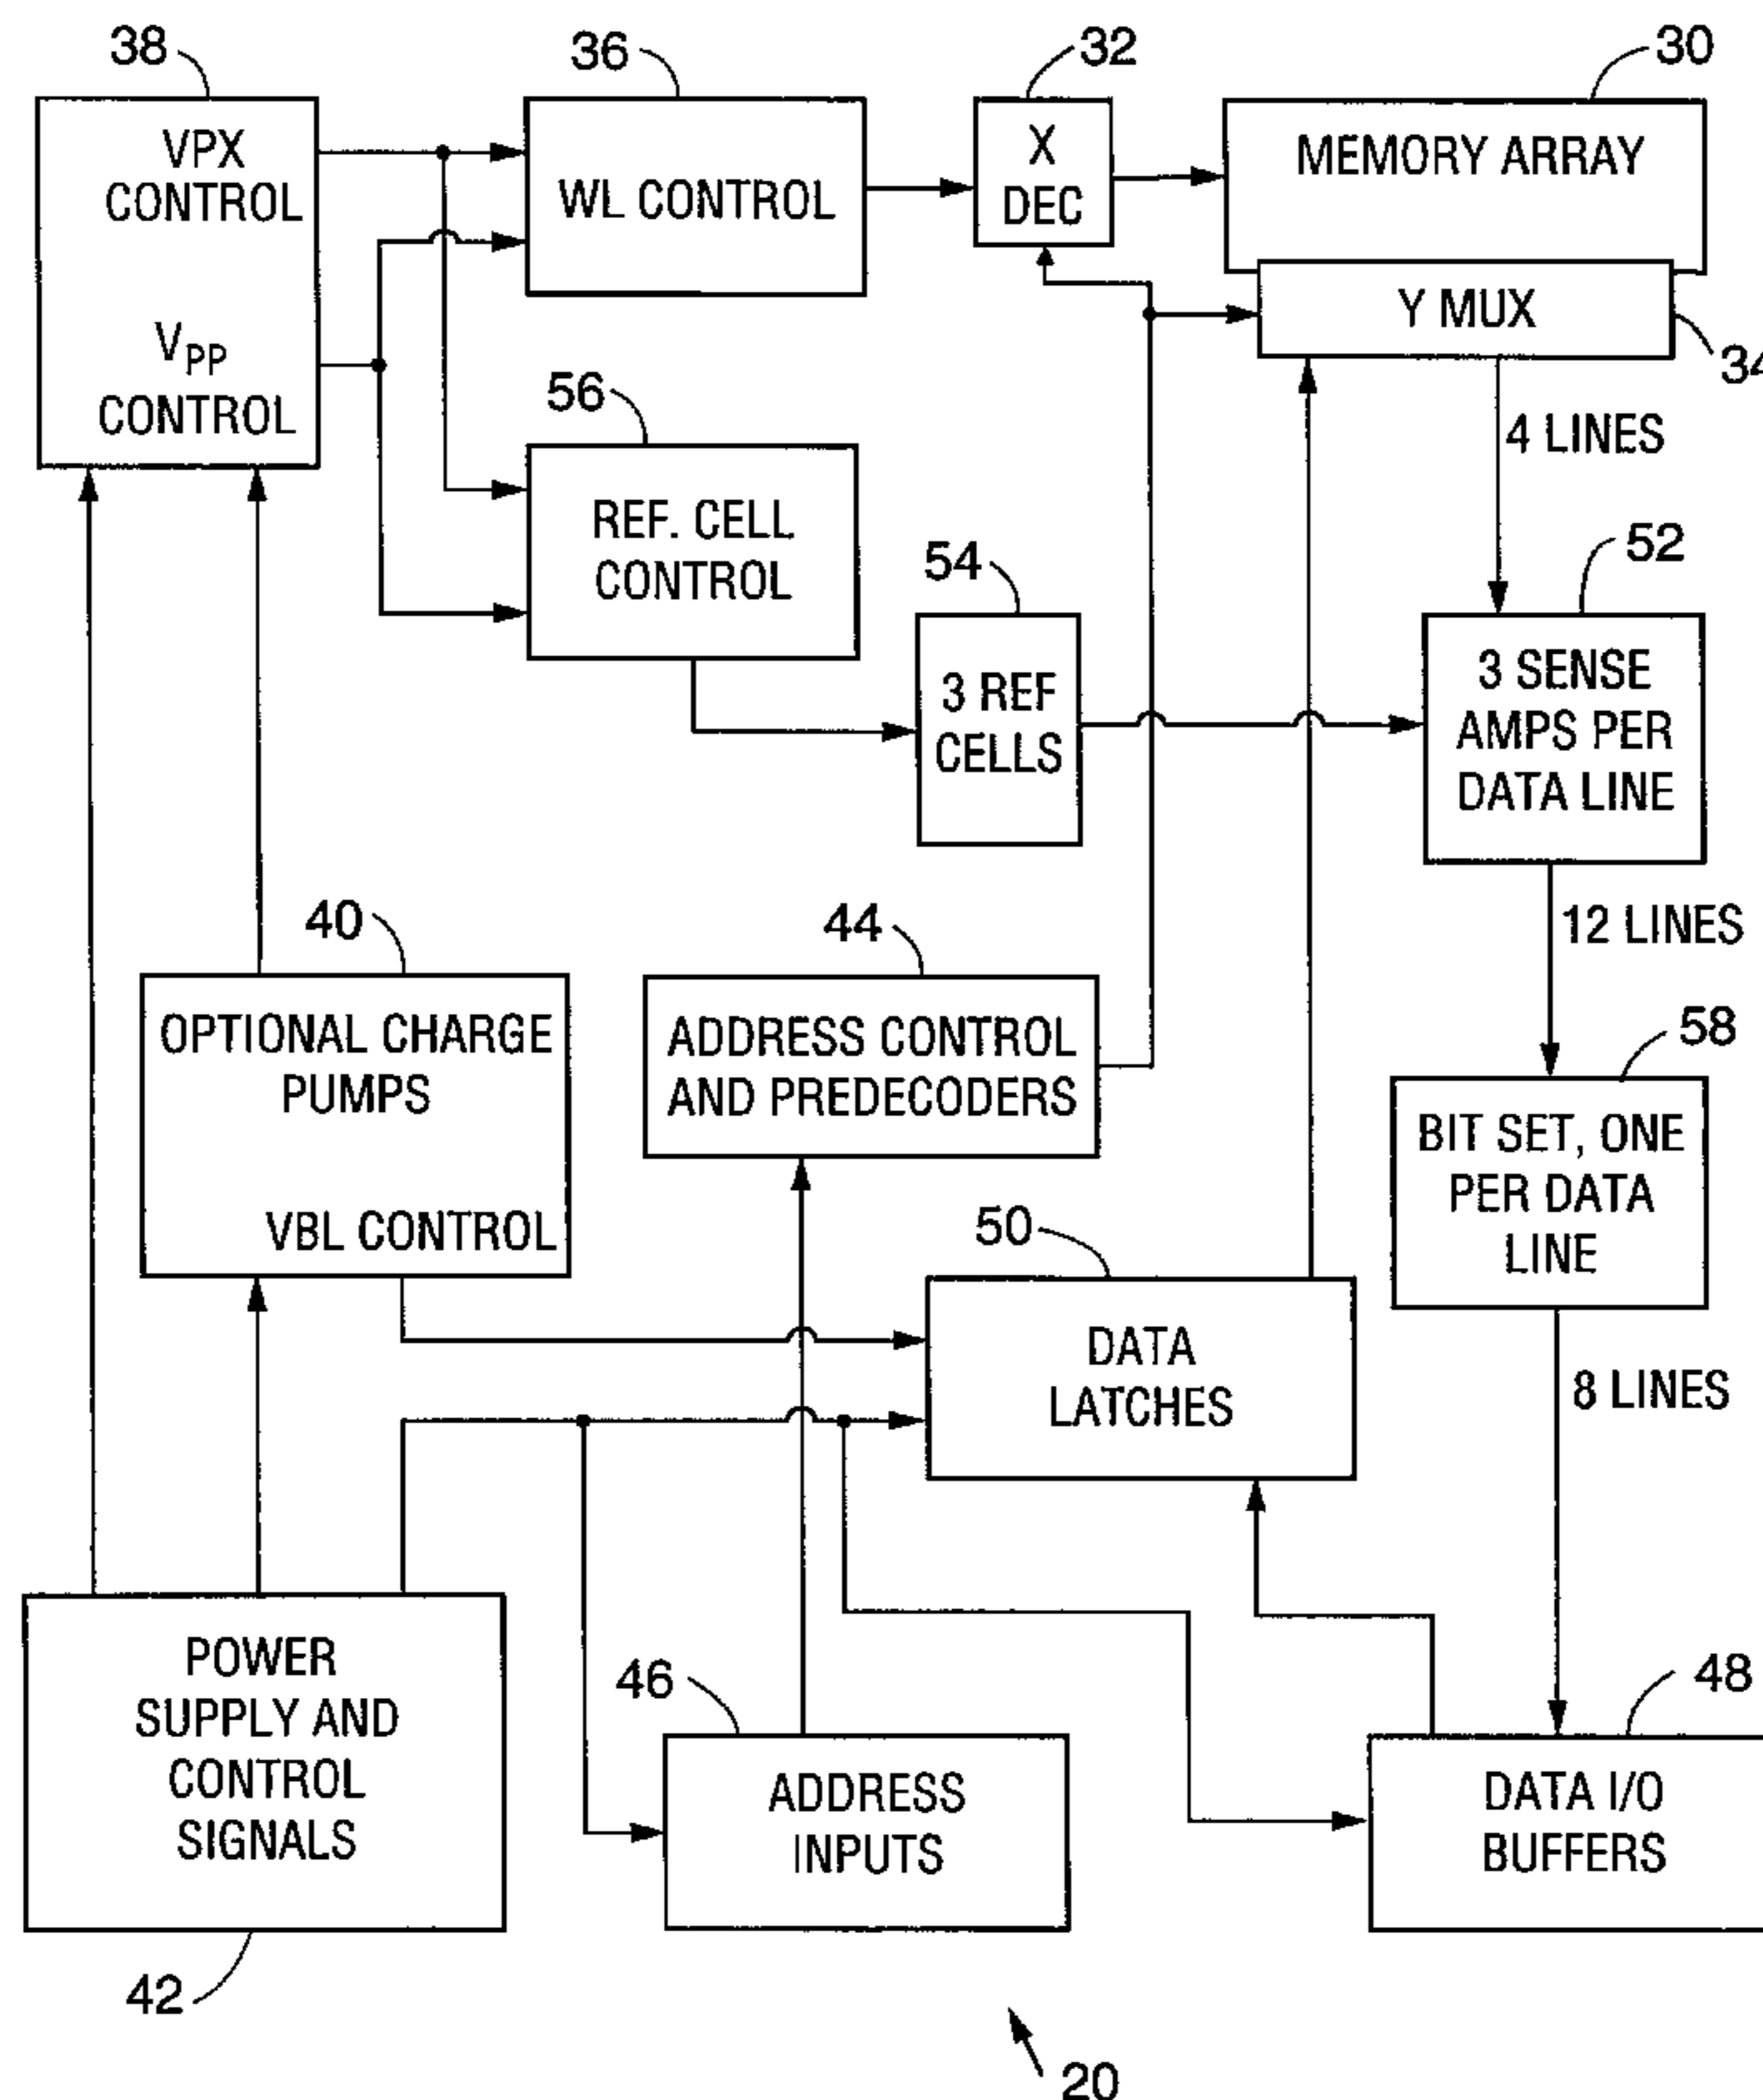 38
36
32
30
VPX
CONTROL
V_PP
CONTROL
WL CONTROL
X
DEC
MEMORY ARRAY
Y MUX
34
4 LINES
56
REF. CELL
CONTROL
54
3 REF
CELLS
52
3 SENSE
AMPS PER
DATA LINE
12 LINES
40
OPTIONAL CHARGE
PUMPS
VBL CONTROL
44
ADDRESS CONTROL
AND PREDECODERS
58
BIT SET, ONE
PER DATA
LINE
8 LINES
50
DATA
LATCHES
POWER
SUPPLY AND
CONTROL
SIGNALS
42
46
ADDRESS
INPUTS
48
DATA I/O
BUFFERS
20